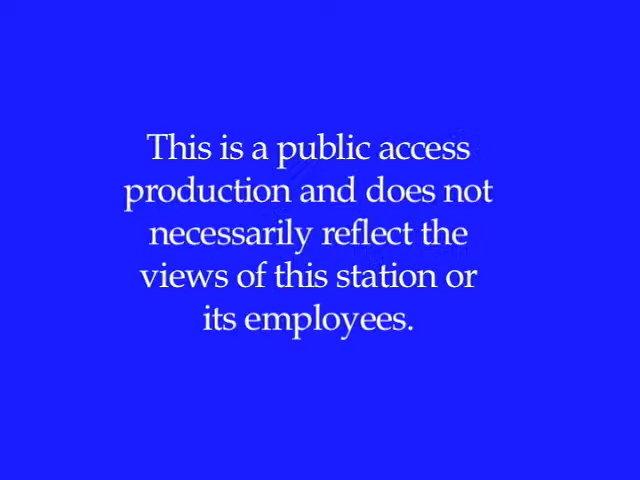 This is a public access
production and does not
necessarily reflect the
views of this station or
its employees.